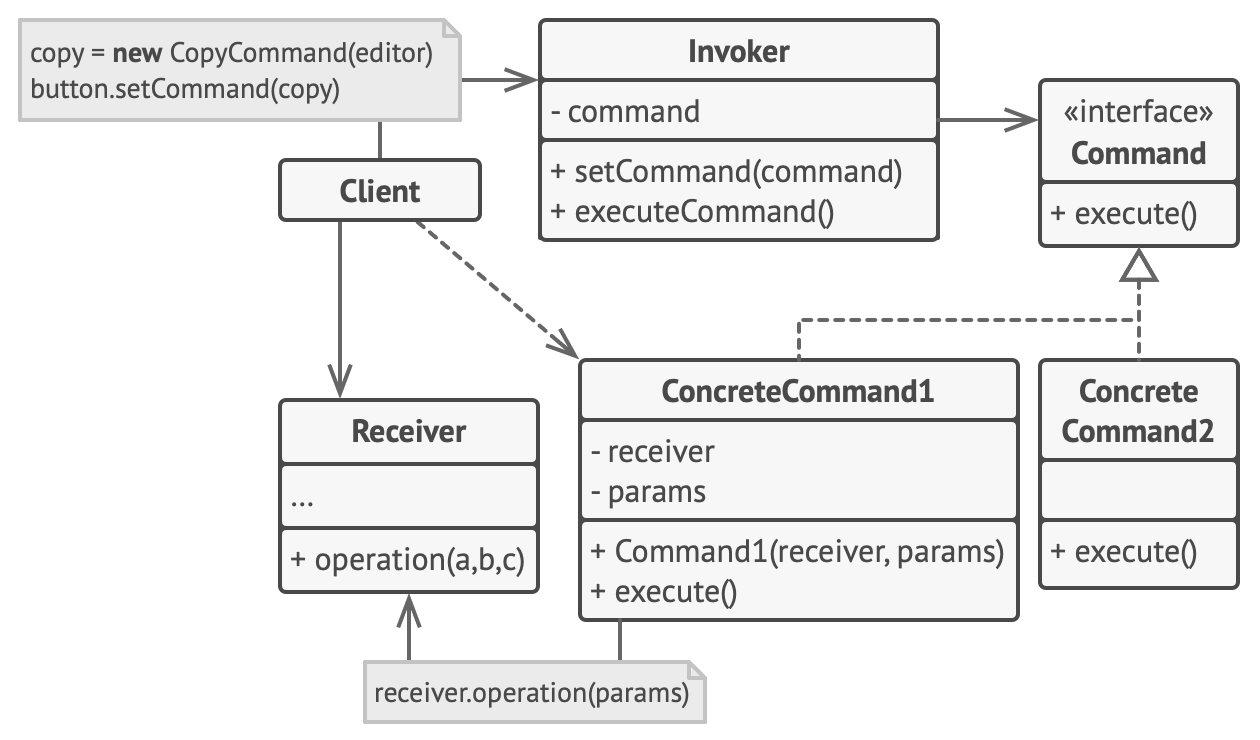 copy = new CopyCommand(editor)
button.setCommand(copy)
Client
Invoker
- command
+ setCommand(command)
+ executeCommand()
«interface»
Command
+ execute()
Receiver
...
+ operation(a,b,c)
ConcreteCommand1
- receiver
- params
+ Command1(receiver, params)
+ execute()
Concrete
Command2
+ execute()
receiver.operation(params)